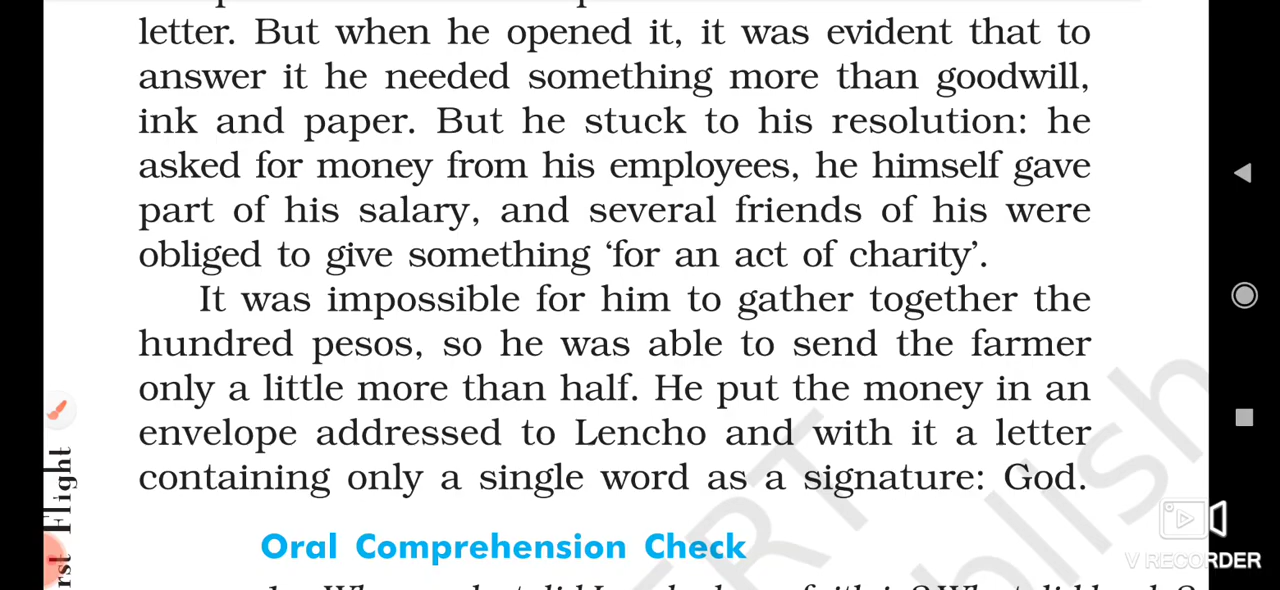 letter. But when he opened it, it was evident that to
answer it he needed something more than goodwill,
ink and paper. But he stuck to his resolution: he
asked for money from his employees, he himself gave
part of his salary, and several friends of his were
obliged to give something ‘for an act of charity’.
It was impossible for him to gather together the
hundred pesos, so he was able to send the farmer
only a little more than half. He put the money in an
envelope addressed to Lencho and with it a letter
containing only a single word as a signature: God.
Oral Comprehension Check
rst Flight
V RECORDER